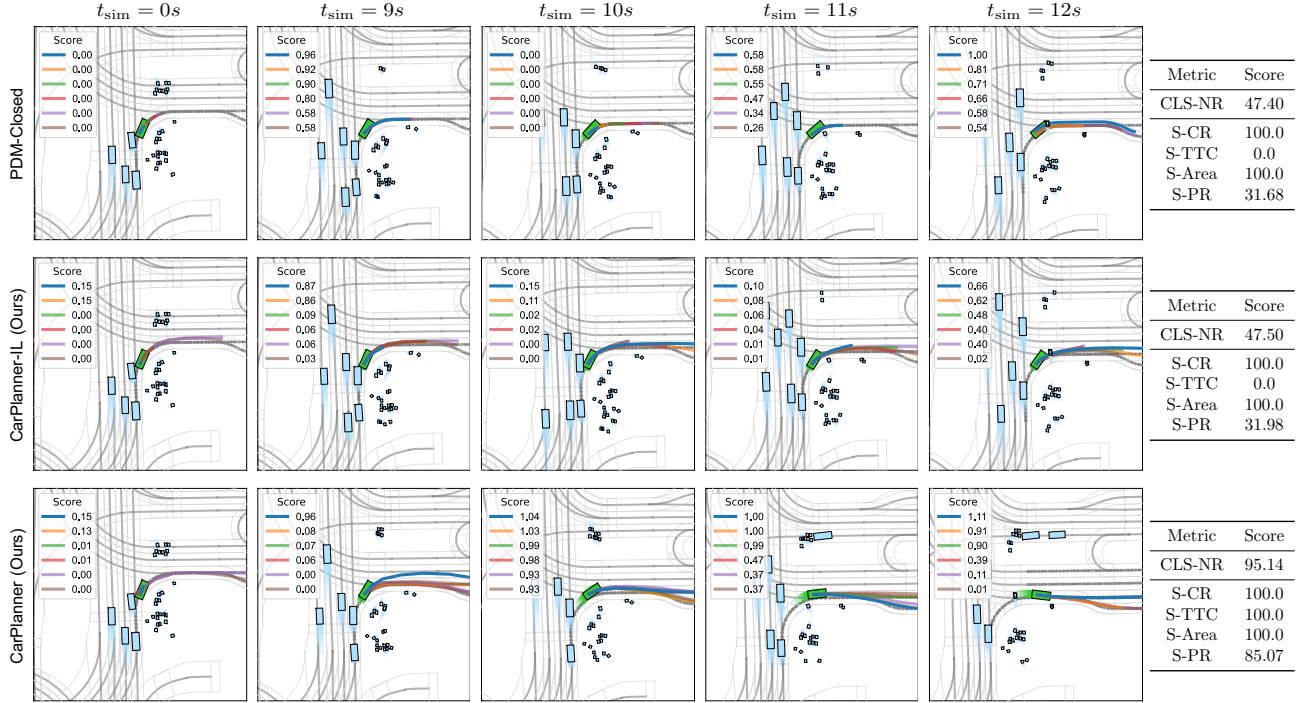 t_sim = 0s
t_sim = 9s
t_sim = 10s
t_sim = 11s
t_sim = 12s
PDM-Closed
Score
0.00
0.00
0.00
0.00
0.00
0.00
Score
0.96
0.92
0.90
0.80
0.58
0.58
Score
0.00
0.00
0.00
0.00
0.00
0.00
Score
0.58
0.58
0.55
0.47
0.34
0.26
Score
1.00
0.81
0.71
0.66
0.58
0.54
Metric Score
CLS-NR 47.40
S-CR 100.0
S-TTC 0.0
S-Area 100.0
S-PR 31.68
CarPlanner-IL (Ours)
Score
0.15
0.15
0.00
0.00
0.00
0.00
Score
0.87
0.86
0.09
0.06
0.06
0.03
Score
0.15
0.11
0.02
0.02
0.00
0.00
Score
0.10
0.08
0.06
0.04
0.01
0.01
Score
0.66
0.62
0.48
0.40
0.40
0.02
Metric Score
CLS-NR 47.50
S-CR 100.0
S-TTC 0.0
S-Area 100.0
S-PR 31.98
CarPlanner (Ours)
Score
0.15
0.13
0.01
0.01
0.00
0.00
Score
0.96
0.08
0.07
0.06
0.00
0.00
Score
1.04
1.03
0.99
0.98
0.93
0.93
Score
1.00
1.00
0.99
0.47
0.37
0.37
Score
1.11
0.91
0.90
0.39
0.11
0.01
Metric Score
CLS-NR 95.14
S-CR 100.0
S-TTC 100.0
S-Area 100.0
S-PR 85.07